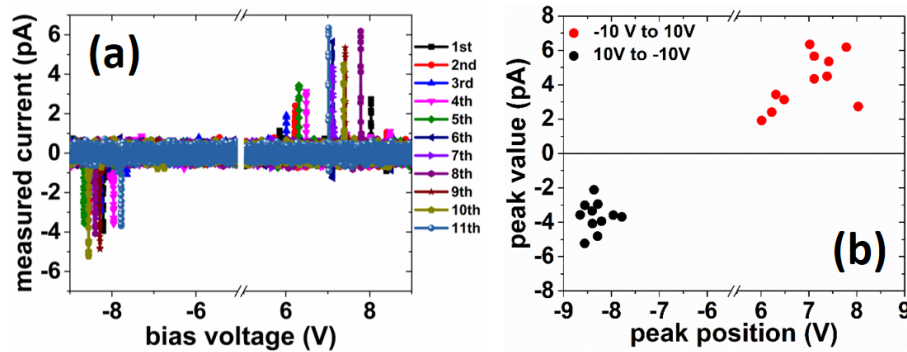 (a)
measured current (pA)
6
4
2
0
-2
-4
-6
-8
-6
6
8
bias voltage (V)
1st
2nd
3rd
4th
5th
6th
7th
8th
9th
10th
11th
-10 V to 10V
10V to -10V
peak value (pA)
8
6
4
2
0
-2
-4
-6
-8
-9
-8
-7
-6
6
7
8
9
peak position (V)
(b)